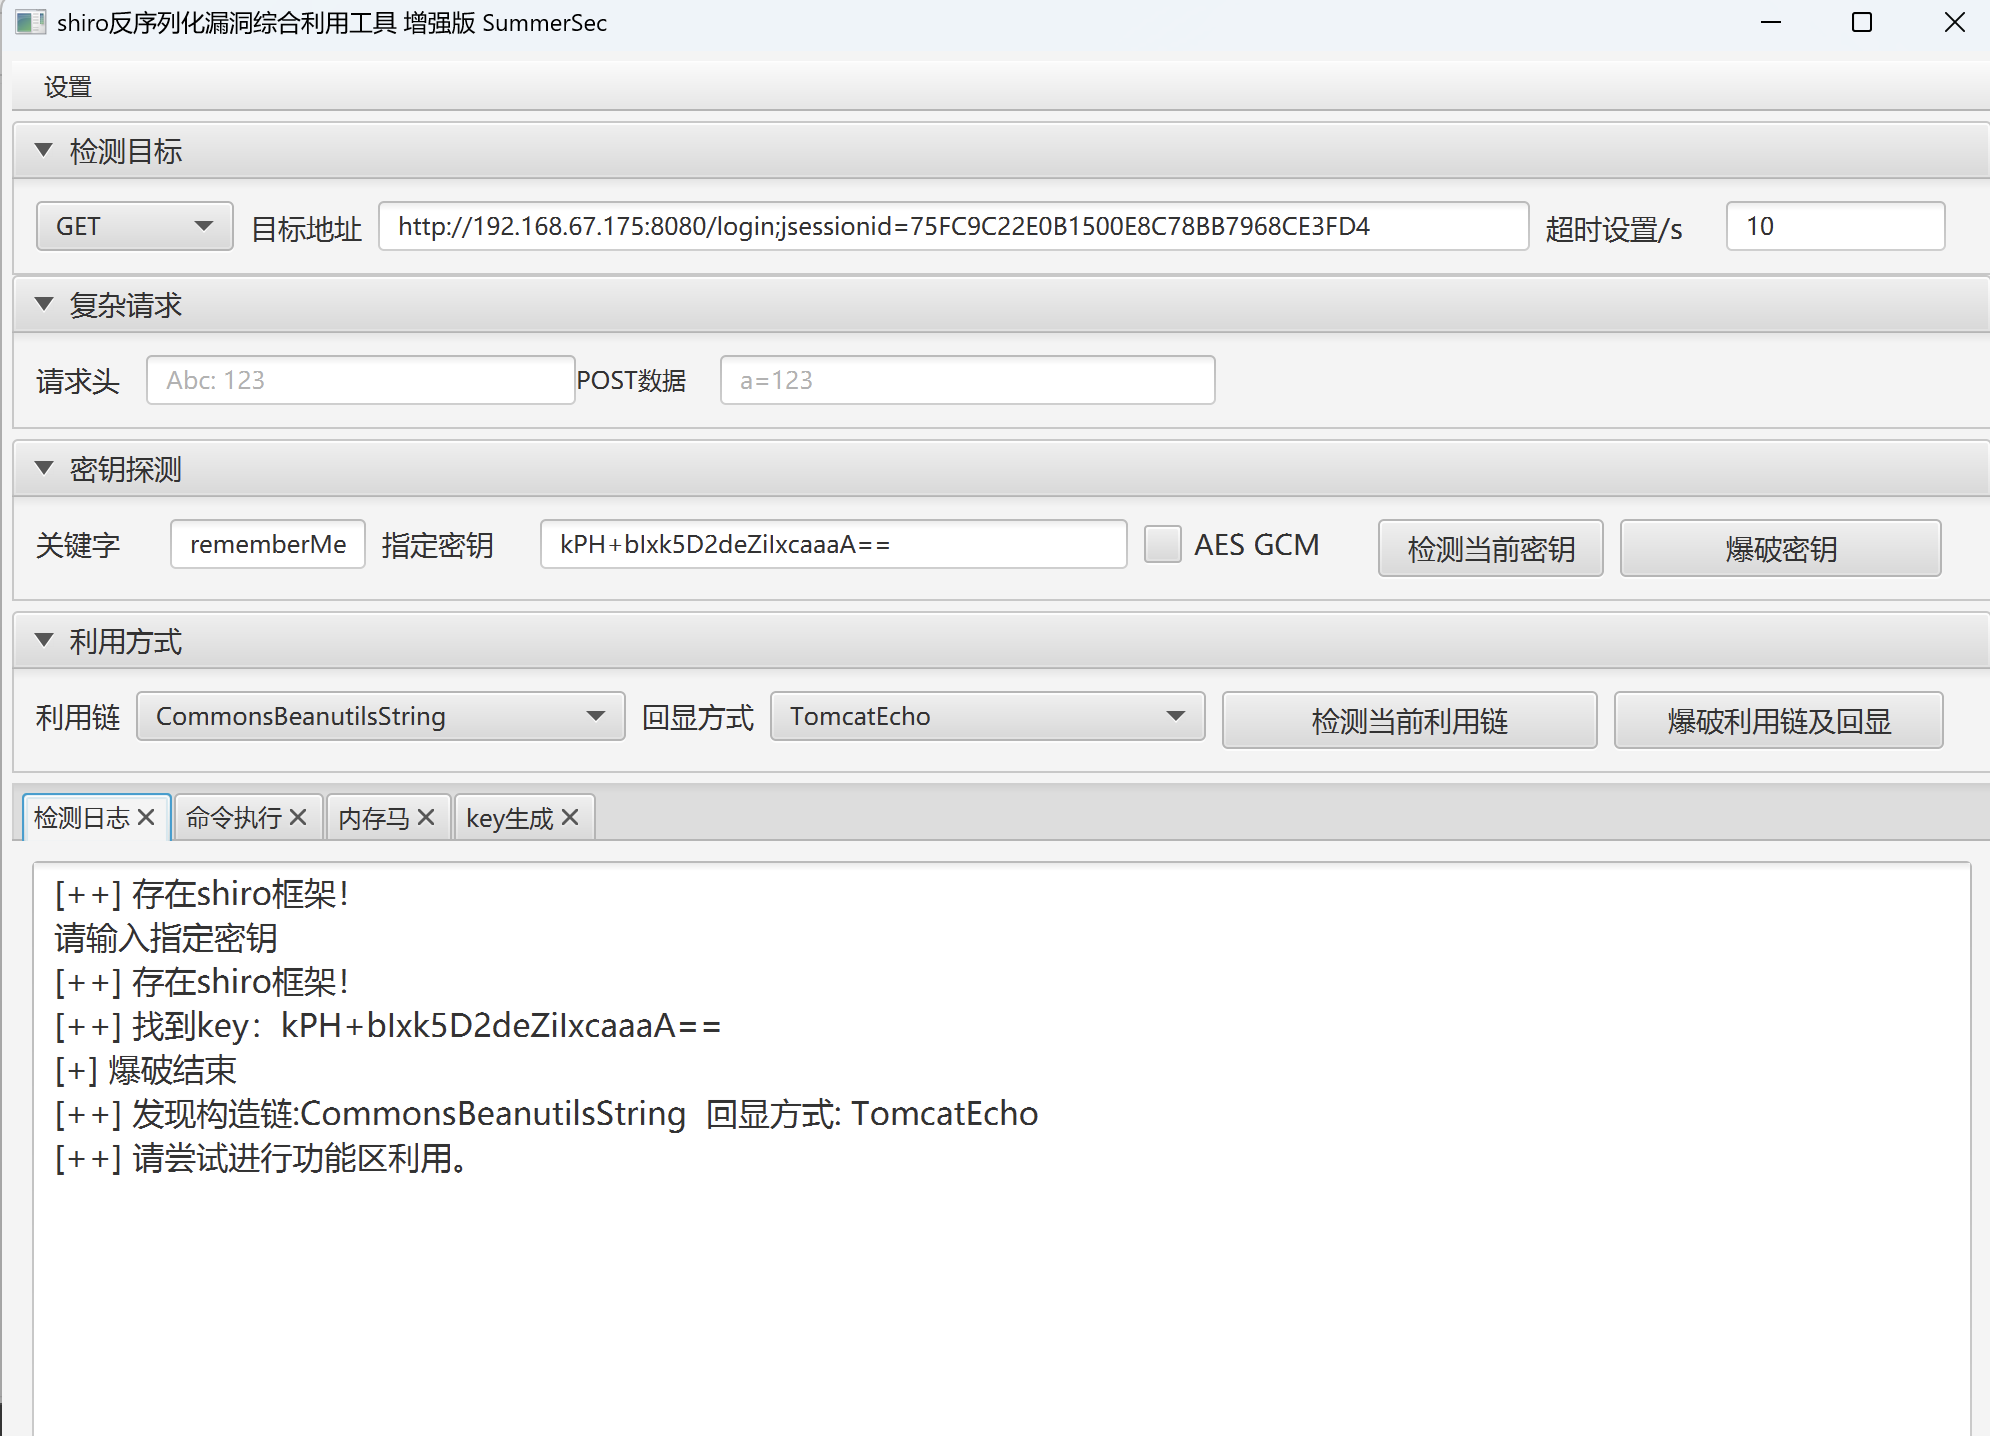 shiro反序列化漏洞综合利用工具 增强版 SummerSec
设置
检测目标
GET 目标地址 http://192.168.67.175:8080/login;jsessionid=75FC9C22E0B1500E8C78BB7968CE3FD4 超时设置/s 10
复杂请求
请求头 Abc: 123 POST数据 a=123
密钥探测
关键字 rememberMe 指定密钥 kPH+bIxk5D2deZiIxcaaaA== AES GCM 检测当前密钥 爆破密钥
利用方式
利用链 CommonsBeanutilsString 回显方式 TomcatEcho 检测当前利用链 爆破利用链及回显
检测日志 命令执行 内存马 key生成
[++] 存在shiro框架！
请输入指定密钥
[++] 存在shiro框架！
[++] 找到key：kPH+bIxk5D2deZiIxcaaaA==
[+] 爆破结束
[++] 发现构造链:CommonsBeanutilsString  回显方式: TomcatEcho
[++] 请尝试进行功能区利用。